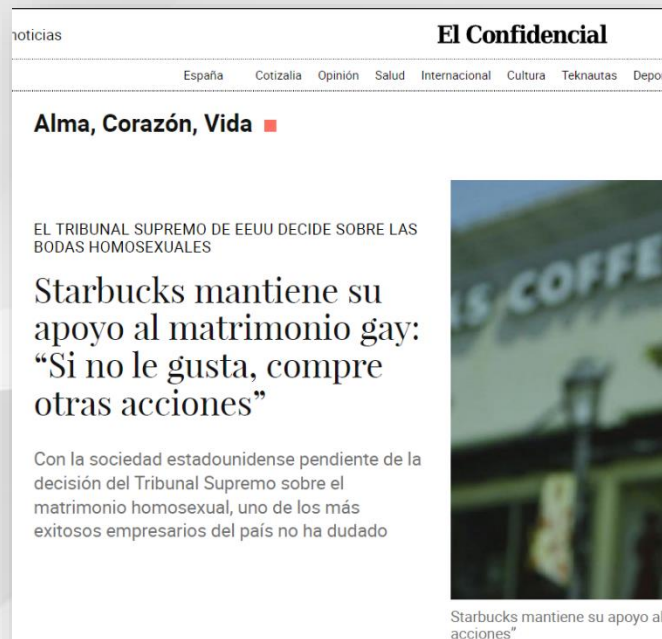 noticias
El Confidencial
España Cotizalia Opinión Salud Internacional Cultura Teknautas
Alma, Corazón, Vida
EL TRIBUNAL SUPREMO DE EEUU DECIDE SOBRE LAS
BODAS HOMOSEXUALES
Starbucks mantiene su
apoyo al matrimonio gay:
“Si no le gusta, compre
otras acciones”
Con la sociedad estadounidense pendiente de la
decisión del Tribunal Supremo sobre el
matrimonio homosexual, uno de los más
exitosos empresarios del país no ha dudado
S COFFE
Starbucks mantiene su apoyo al
acciones”